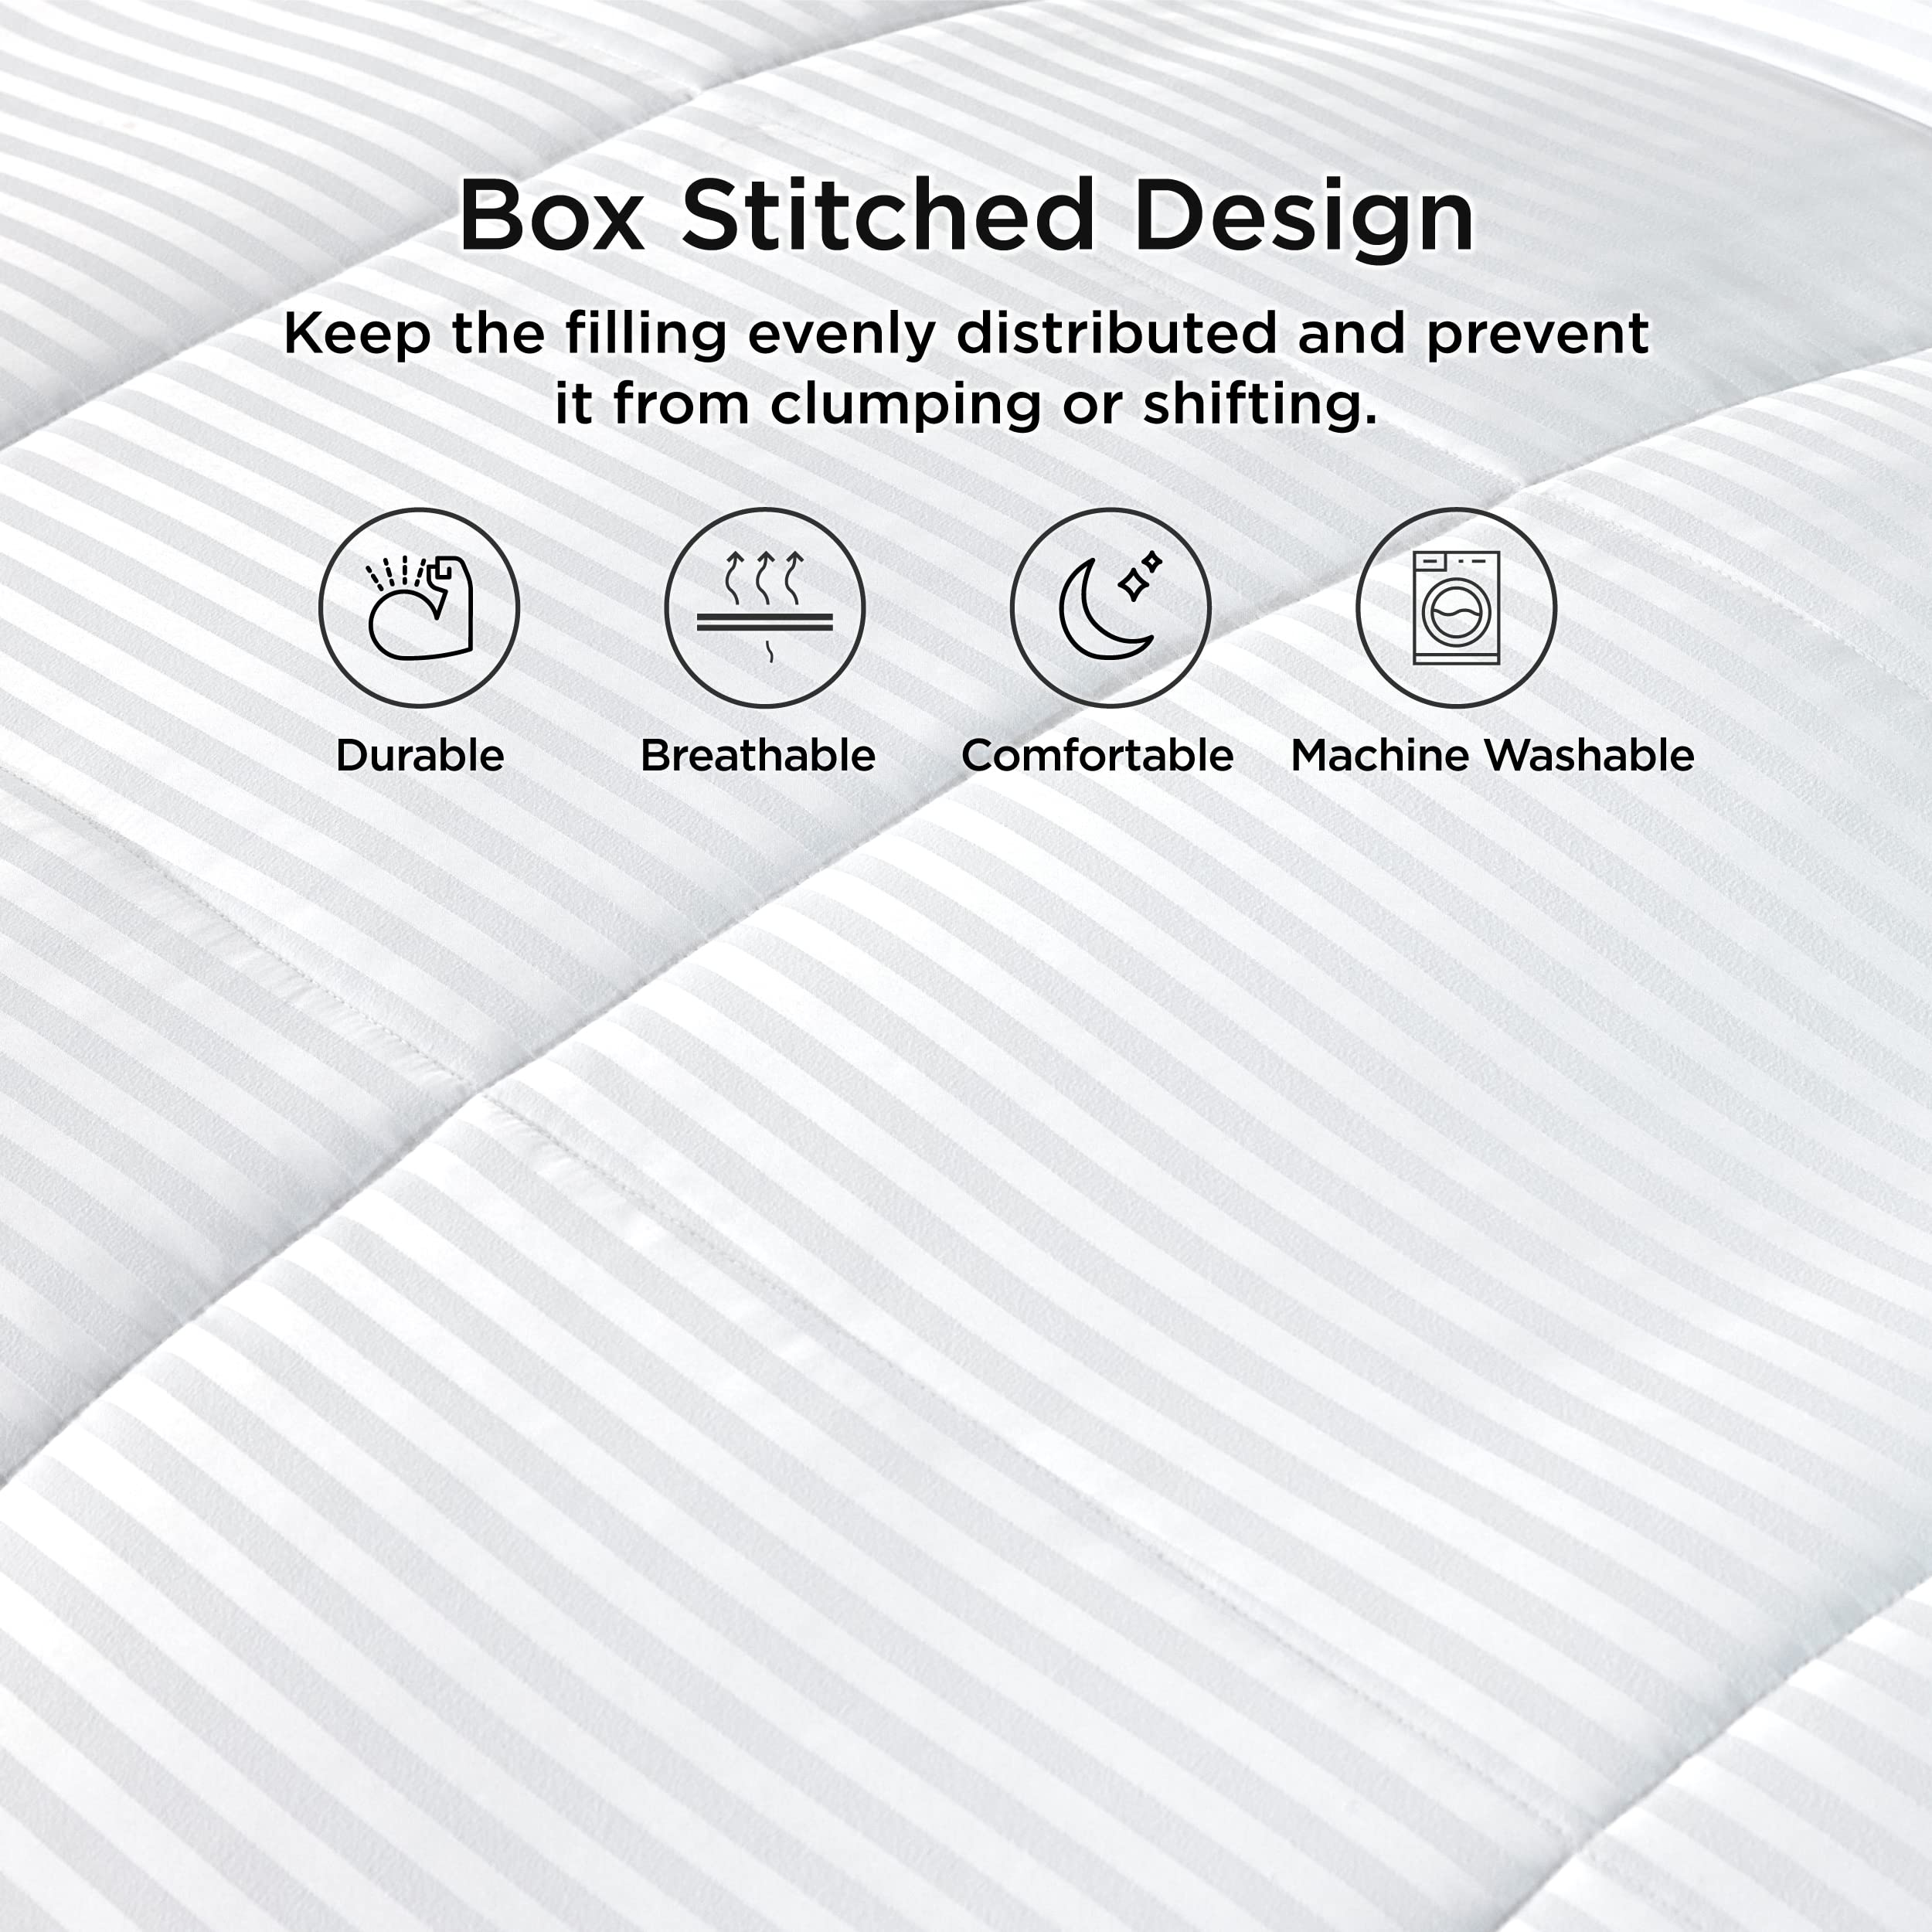 Box Stitched Design
Keep the filling evenly distributed and prevent
it from clumping or shifting.
Durable
Breathable
Comfortable
Machine Washable